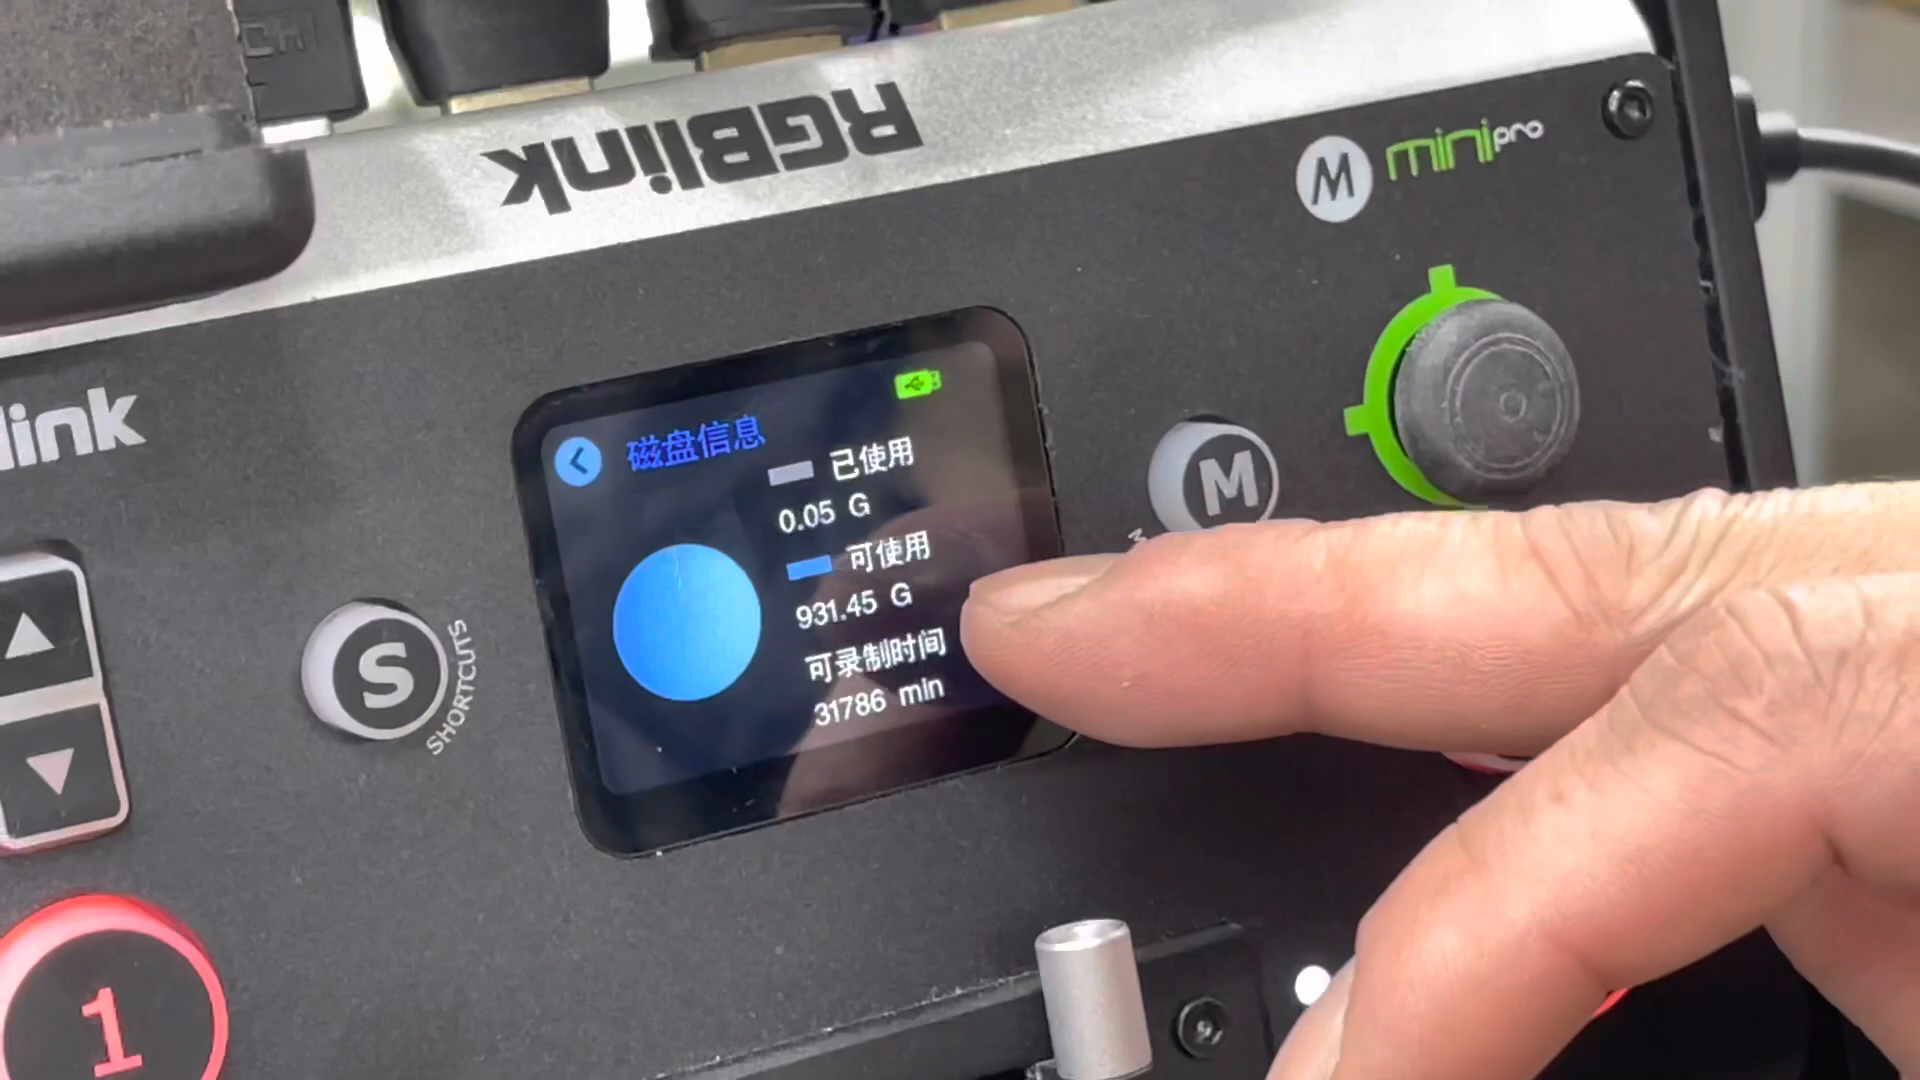 RGBlink
M mini pro
link
磁盘信息
已使用
0.05 G
可使用
931.45 G
可录制时间
31786 min
M
S
SHORTCUTS
1